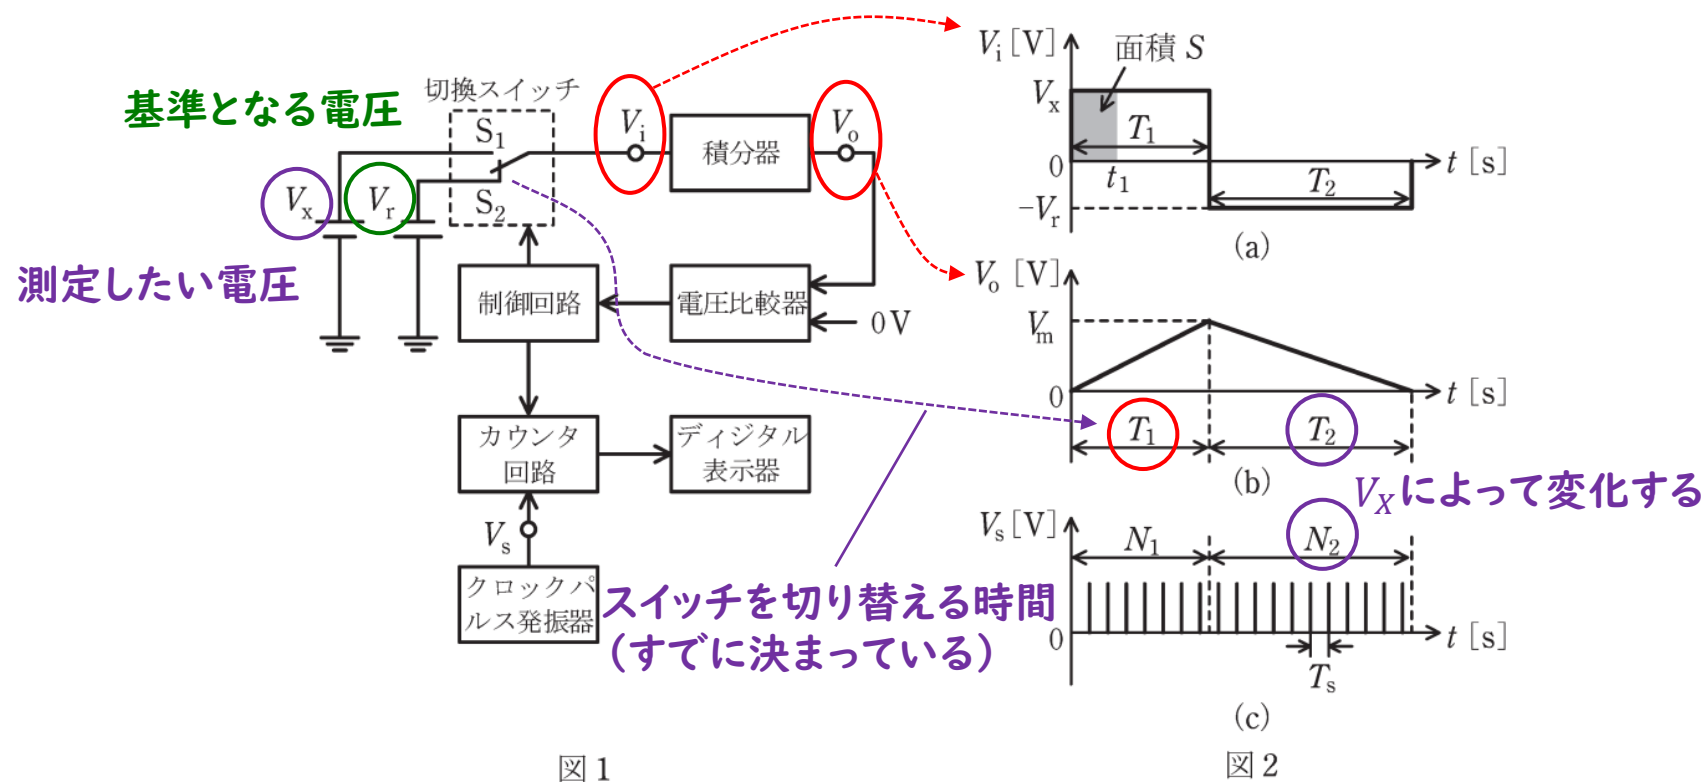 基準となる電圧
切換スイッチ
S₁
S₂
Vᵢ
積分器
Vₒ
Vₓ
Vᵣ
測定したい電圧
制御回路
電圧比較器
0V
カウンタ
回路
ディジタル
表示器
Vₛ
クロックパ
ルス発振器
スイッチを切り替える時間
(すでに決まっている)
図1
Vᵢ[V]
面積 S
Vₓ
T₁
0
t₁
t [s]
T₂
−Vᵣ
(a)
Vₒ [V]
Vₘ
0
t [s]
T₁
T₂
(b)
V_Xによって変化する
Vₛ[V]
N₁
N₂
0
t [s]
Tₛ
(c)
図2